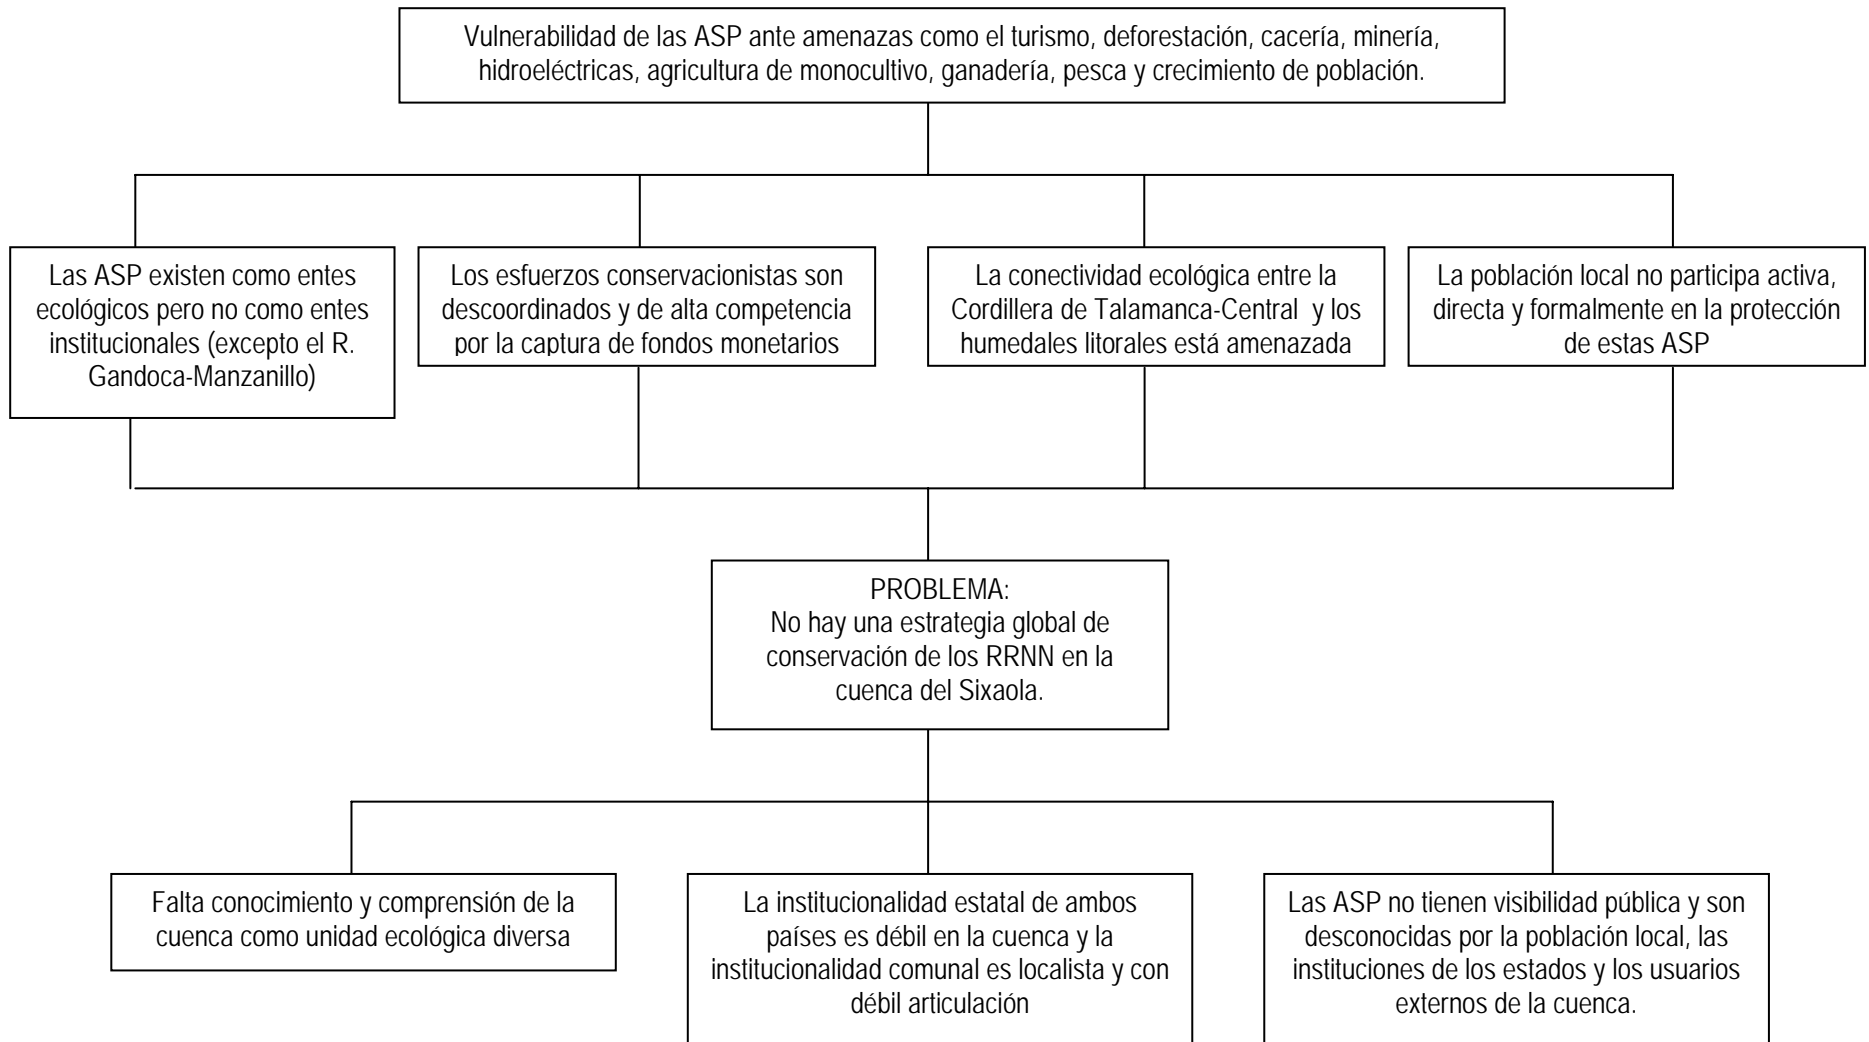 Vulnerabilidad de las ASP ante amenazas como el turismo, deforestación, cacería, minería,
hidroeléctricas, agricultura de monocultivo, ganadería, pesca y crecimiento de población.
Las ASP existen como entes
ecológicos pero no como entes
institucionales (excepto el R.
Gandoca-Manzanillo)
Los esfuerzos conservacionistas son
descoordinados y de alta competencia
por la captura de fondos monetarios
La conectividad ecológica entre la
Cordillera de Talamanca-Central y los
humedales litorales está amenazada
La población local no participa activa,
directa y formalmente en la protección
de estas ASP
PROBLEMA:
No hay una estrategia global de
conservación de los RRNN en la
cuenca del Sixaola.
Falta conocimiento y comprensión de la
cuenca como unidad ecológica diversa
La institucionalidad estatal de ambos
países es débil en la cuenca y la
institucionalidad comunal es localista y con
débil articulación
Las ASP no tienen visibilidad pública y son
desconocidas por la población local, las
instituciones de los estados y los usuarios
externos de la cuenca.